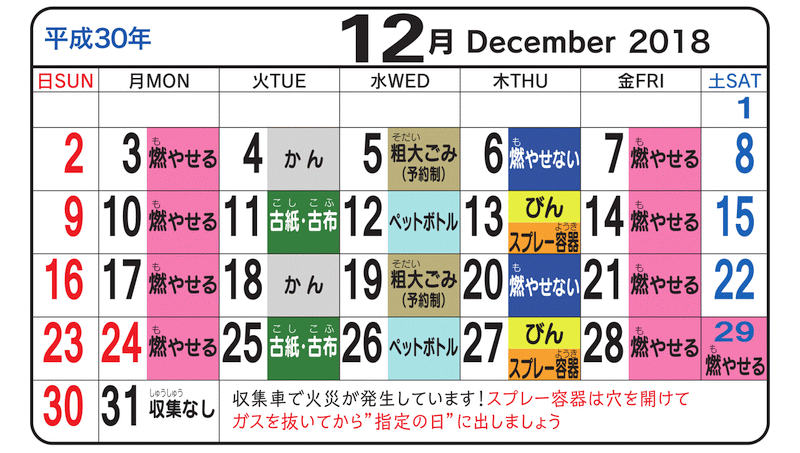 平成30年 12月 December 2018
日SUN 月MON 火TUE 水WED 木THU 金FRI 土SAT
1
2 3 も 燃やせる 4 かん 5 そだい 粗大ごみ (予約制) 6 も 燃やせない 7 も 燃やせる 8
9 10 も 燃やせる 11 こし こふ 古紙・古布 12 ペットボトル 13 びん スプレー容器 ようき 14 も 燃やせる 15
16 17 も 燃やせる 18 かん 19 そだい 粗大ごみ (予約制) 20 も 燃やせない 21 も 燃やせる 22
23 24 も 燃やせる 25 こし こふ 古紙・古布 26 ペットボトル 27 びん スプレー容器 ようき 28 も 燃やせる 29 も 燃やせる
30 31 しゅうしゅう 収集なし
収集車で火災が発生しています!スプレー容器は穴を開けて
ガスを抜いてから”指定の日”に出しましょう